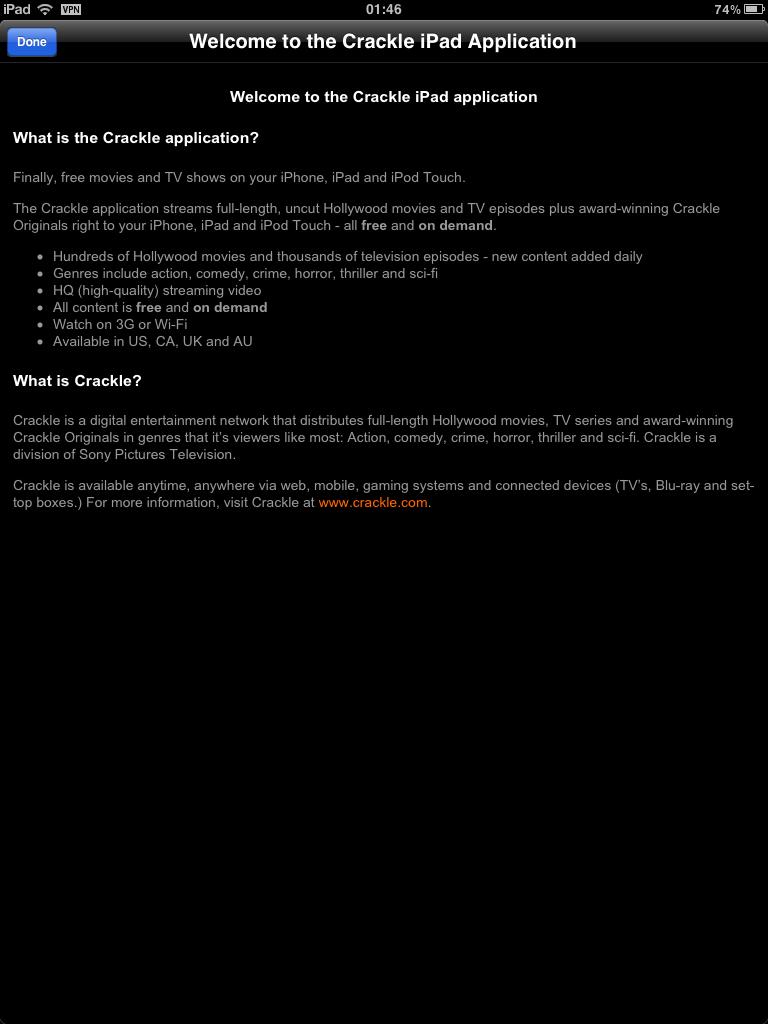 iPad VPN 01:46 74%
Done Welcome to the Crackle iPad Application
Welcome to the Crackle iPad application
What is the Crackle application?
Finally, free movies and TV shows on your iPhone, iPad and iPod Touch.
The Crackle application streams full-length, uncut Hollywood movies and TV episodes plus award-winning Crackle
Originals right to your iPhone, iPad and iPod Touch - all free and on demand.
• Hundreds of Hollywood movies and thousands of television episodes - new content added daily
• Genres include action, comedy, crime, horror, thriller and sci-fi
• HQ (high-quality) streaming video
• All content is free and on demand
• Watch on 3G or Wi-Fi
• Available in US, CA, UK and AU
What is Crackle?
Crackle is a digital entertainment network that distributes full-length Hollywood movies, TV series and award-winning
Crackle Originals in genres that it's viewers like most: Action, comedy, crime, horror, thriller and sci-fi. Crackle is a
division of Sony Pictures Television.
Crackle is available anytime, anywhere via web, mobile, gaming systems and connected devices (TV's, Blu-ray and set-
top boxes.) For more information, visit Crackle at www.crackle.com.